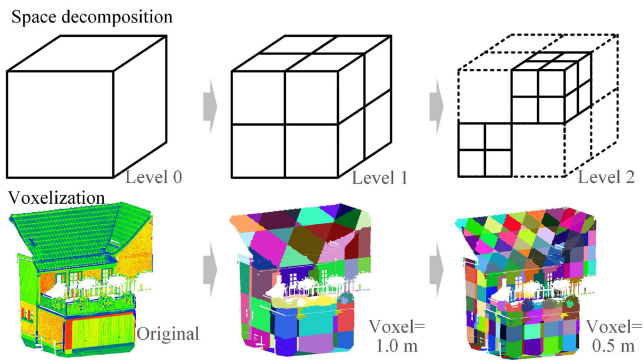 Space decomposition
Level 0
Level 1
Level 2
Voxelization
Original
Voxel=
1.0 m
Voxel=
0.5 m